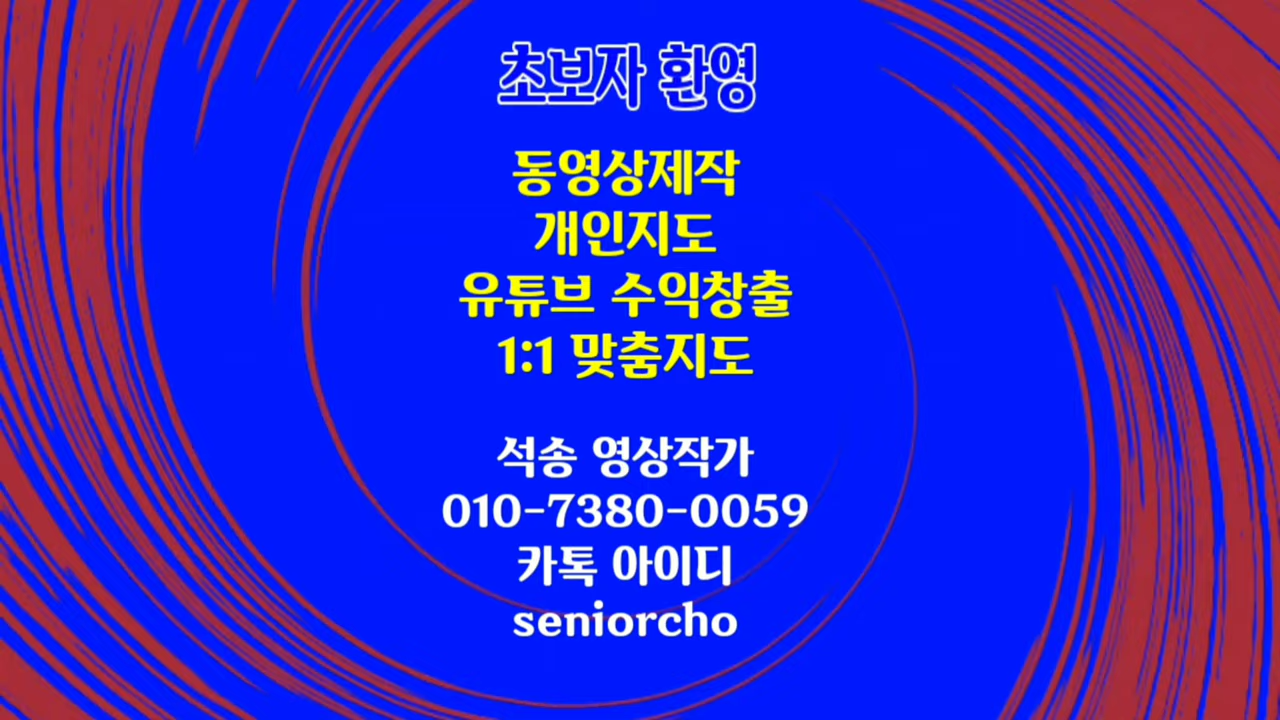 초보자 환영
동영상제작
개인지도
유튜브 수익창출
1:1 맞춤지도
석송 영상작가
010-7380-0059
카톡 아이디
seniorcho